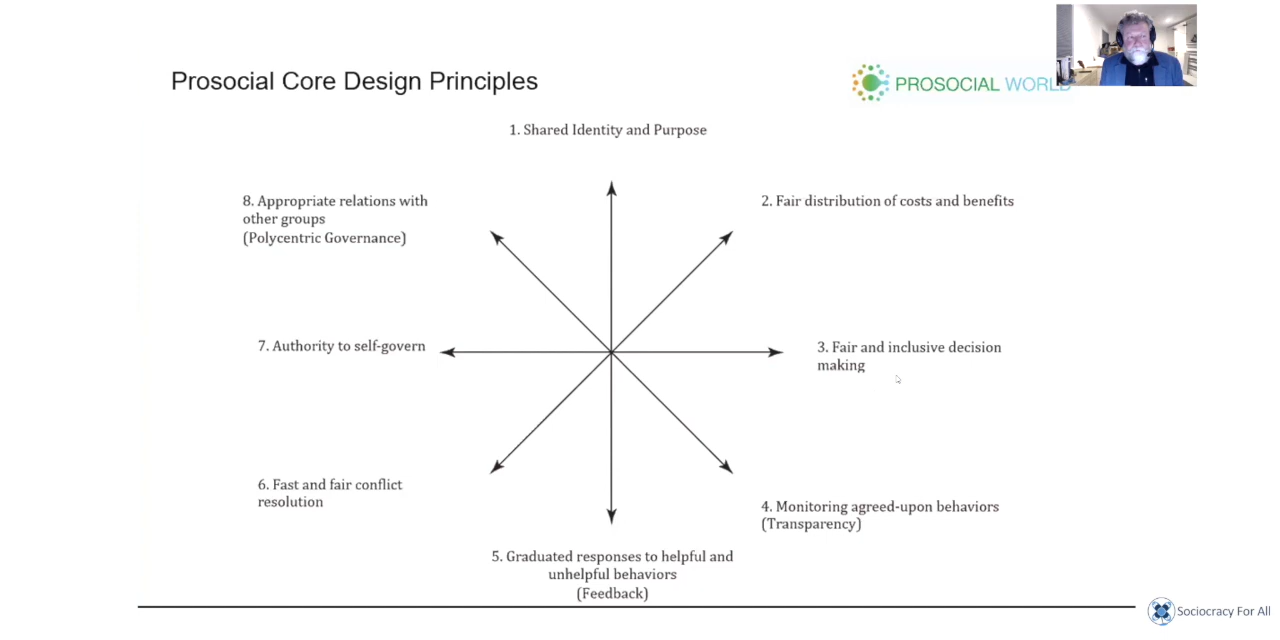 Prosocial Core Design Principles
PROSOCIAL WORLD
1. Shared Identity and Purpose
2. Fair distribution of costs and benefits
3. Fair and inclusive decision
making
4. Monitoring agreed-upon behaviors
(Transparency)
5. Graduated responses to helpful and
unhelpful behaviors
(Feedback)
6. Fast and fair conflict
resolution
7. Authority to self-govern
8. Appropriate relations with
other groups
(Polycentric Governance)
Sociocracy For All